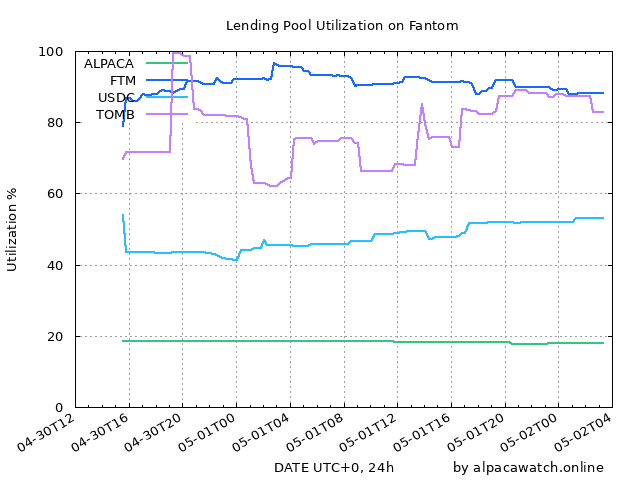 Lending Pool Utilization on Fantom
Utilization %
100
80
60
40
20
0
ALPACA
FTM
USDC
TOMB
04-30T12
04-30T16
04-30T20
05-01T00
05-01T04
05-01T08
05-01T12
05-01T16
05-01T20
05-02T00
05-02T04
DATE UTC+0, 24h
by alpacawatch.online